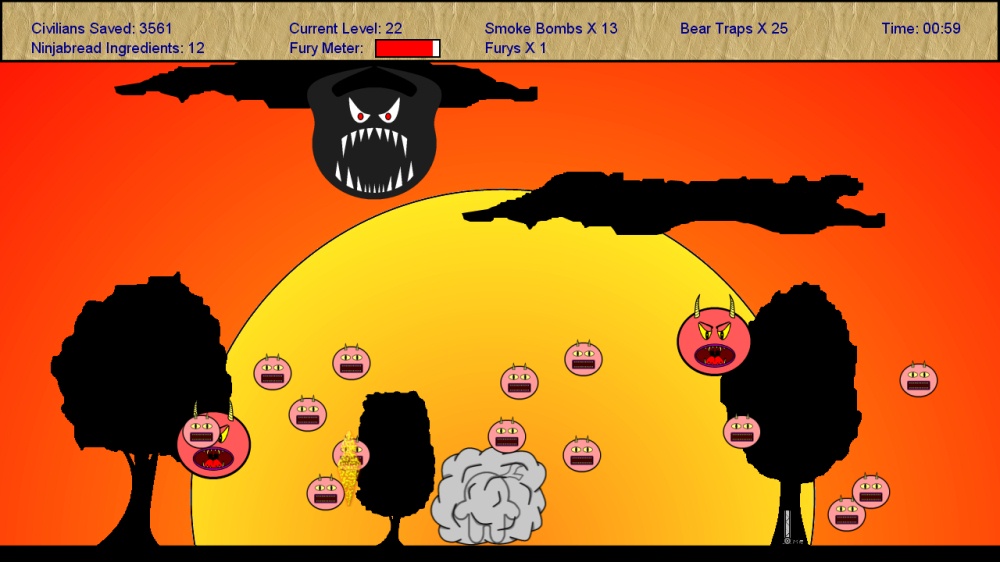 Civilians Saved: 3561
Current Level: 22
Smoke Bombs X 13
Bear Traps X 25
Time: 00:59
Ninjabread Ingredients: 12
Fury Meter:
Furys X 1